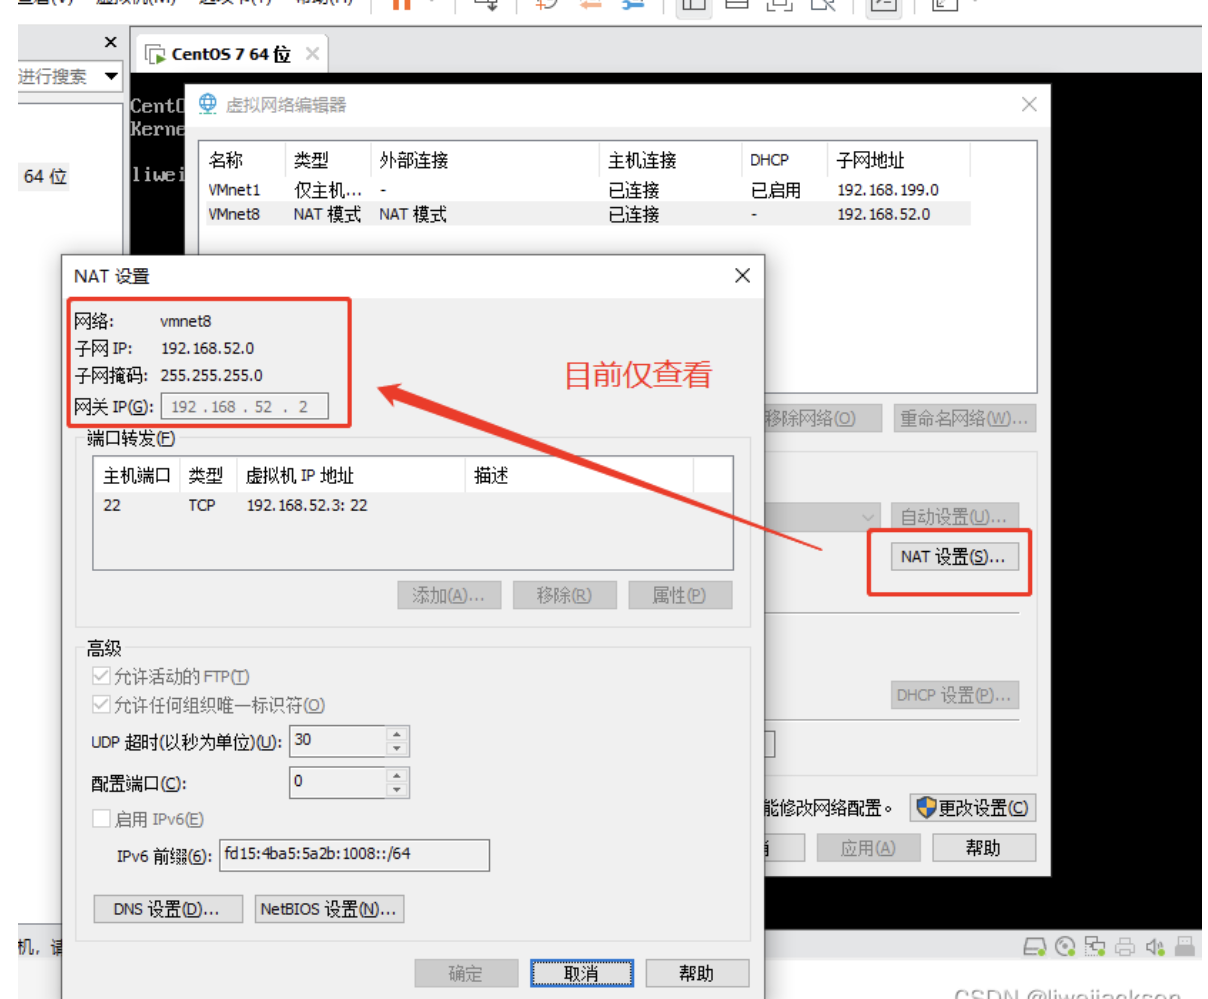 查看(V) 虚拟机(M) 选项卡(T) 帮助(H)
CentOS 7 64 位
进行搜索
64 位
CentO
Kerne
liwei
虚拟网络编辑器
名称 类型 外部连接 主机连接 DHCP 子网地址
VMnet1 仅主机... - 已连接 已启用 192.168.199.0
VMnet8 NAT 模式 NAT 模式 已连接 - 192.168.52.0
NAT 设置
网络: vmnet8
子网 IP: 192.168.52.0
子网掩码: 255.255.255.0
网关 IP(G): 192 . 168 . 52 . 2
目前仅查看
移除网络(O) 重命名网络(W)...
端口转发(F)
主机端口 类型 虚拟机 IP 地址 描述
22 TCP 192.168.52.3: 22
自动设置(U)...
NAT 设置(S)...
添加(A)... 移除(R) 属性(P)
高级
允许活动的 FTP(T)
允许任何组织唯一标识符(O)
DHCP 设置(P)...
UDP 超时(以秒为单位)(U): 30
配置端口(C): 0
启用 IPv6(E)
能修改网络配置。 更改设置(C)
IPv6 前缀(6): fd15:4ba5:5a2b:1008::/64
应用(A) 帮助
DNS 设置(D)... NetBIOS 设置(N)...
机，请
确定 取消 帮助
CSDN @liweijackson